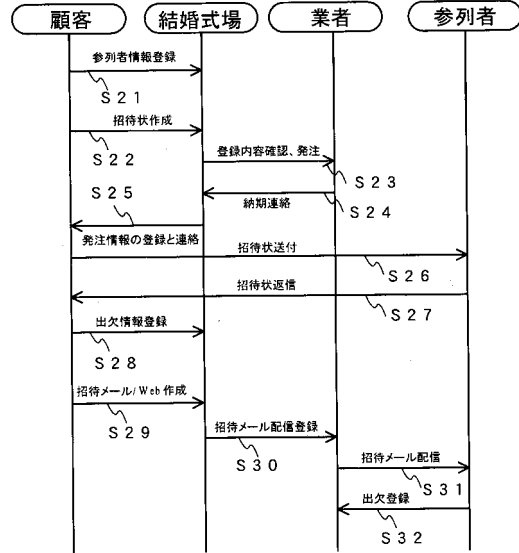 顧客 結婚式場 業者 参列者
参列者情報登録
S21
招待状作成
S22
登録内容確認、発注
S23
S25
納期連絡
S24
発注情報の登録と連絡
招待状送付
S26
招待状返信
S27
出欠情報登録
S28
招待メール/Web作成
S29
招待メール配信登録
S30
招待メール配信
S31
出欠登録
S32